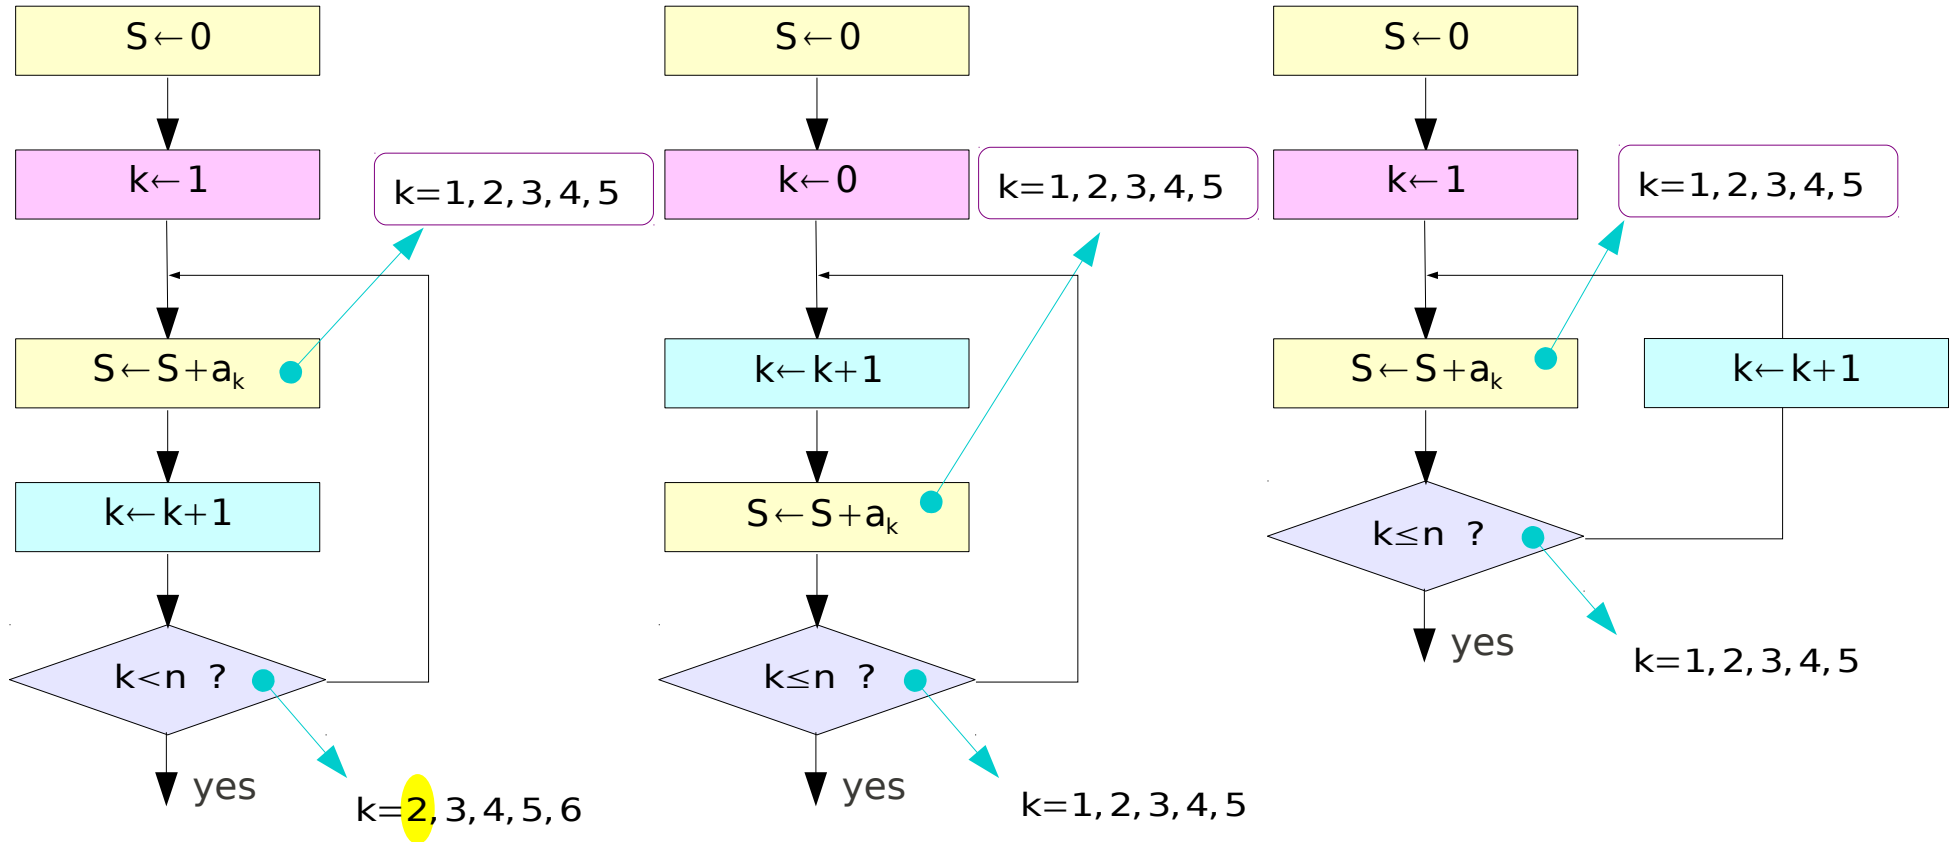 S←0
k←1
k=1,2,3,4,5
S←S+aₖ
k←k+1
k<n ?
yes
k=2,3,4,5,6
S←0
k←0
k=1,2,3,4,5
k←k+1
S←S+aₖ
k≤n ?
yes
k=1,2,3,4,5
S←0
k←1
k=1,2,3,4,5
S←S+aₖ
k←k+1
k≤n ?
yes
k=1,2,3,4,5